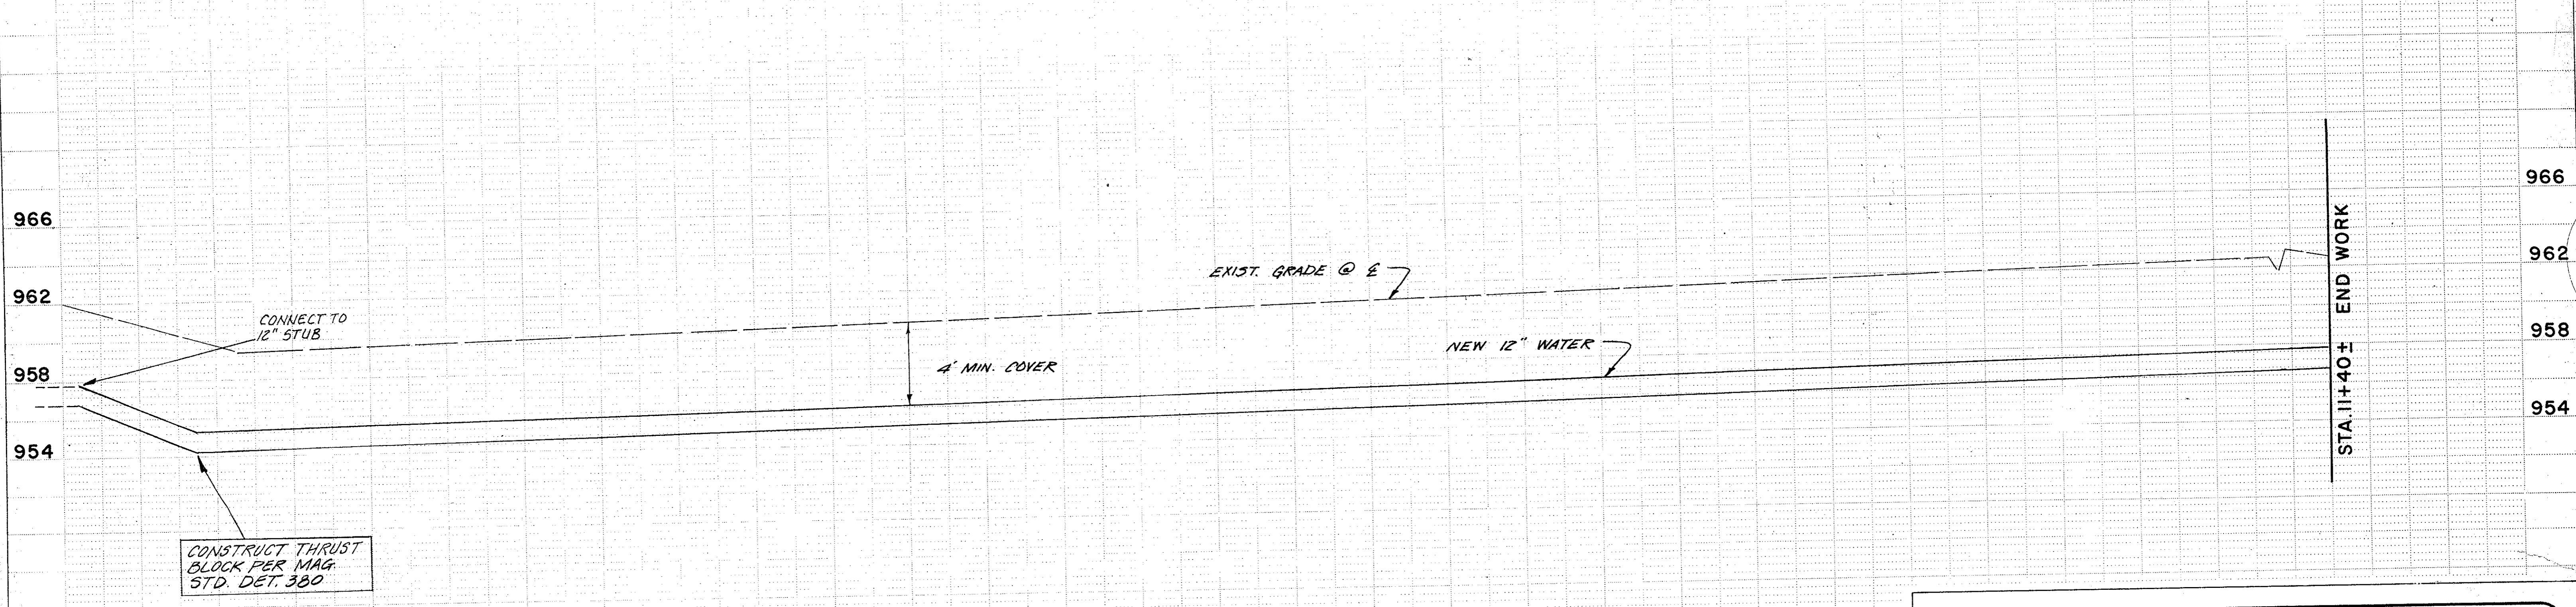 966
962
958
954
CONNECT TO
12" STUB
CONSTRUCT THRUST
BLOCK PER MAG.
STD. DET. 380
4' MIN. COVER
EXIST. GRADE @ ℄
NEW 12" WATER
STA. 11+40± END WORK
966
962
958
954